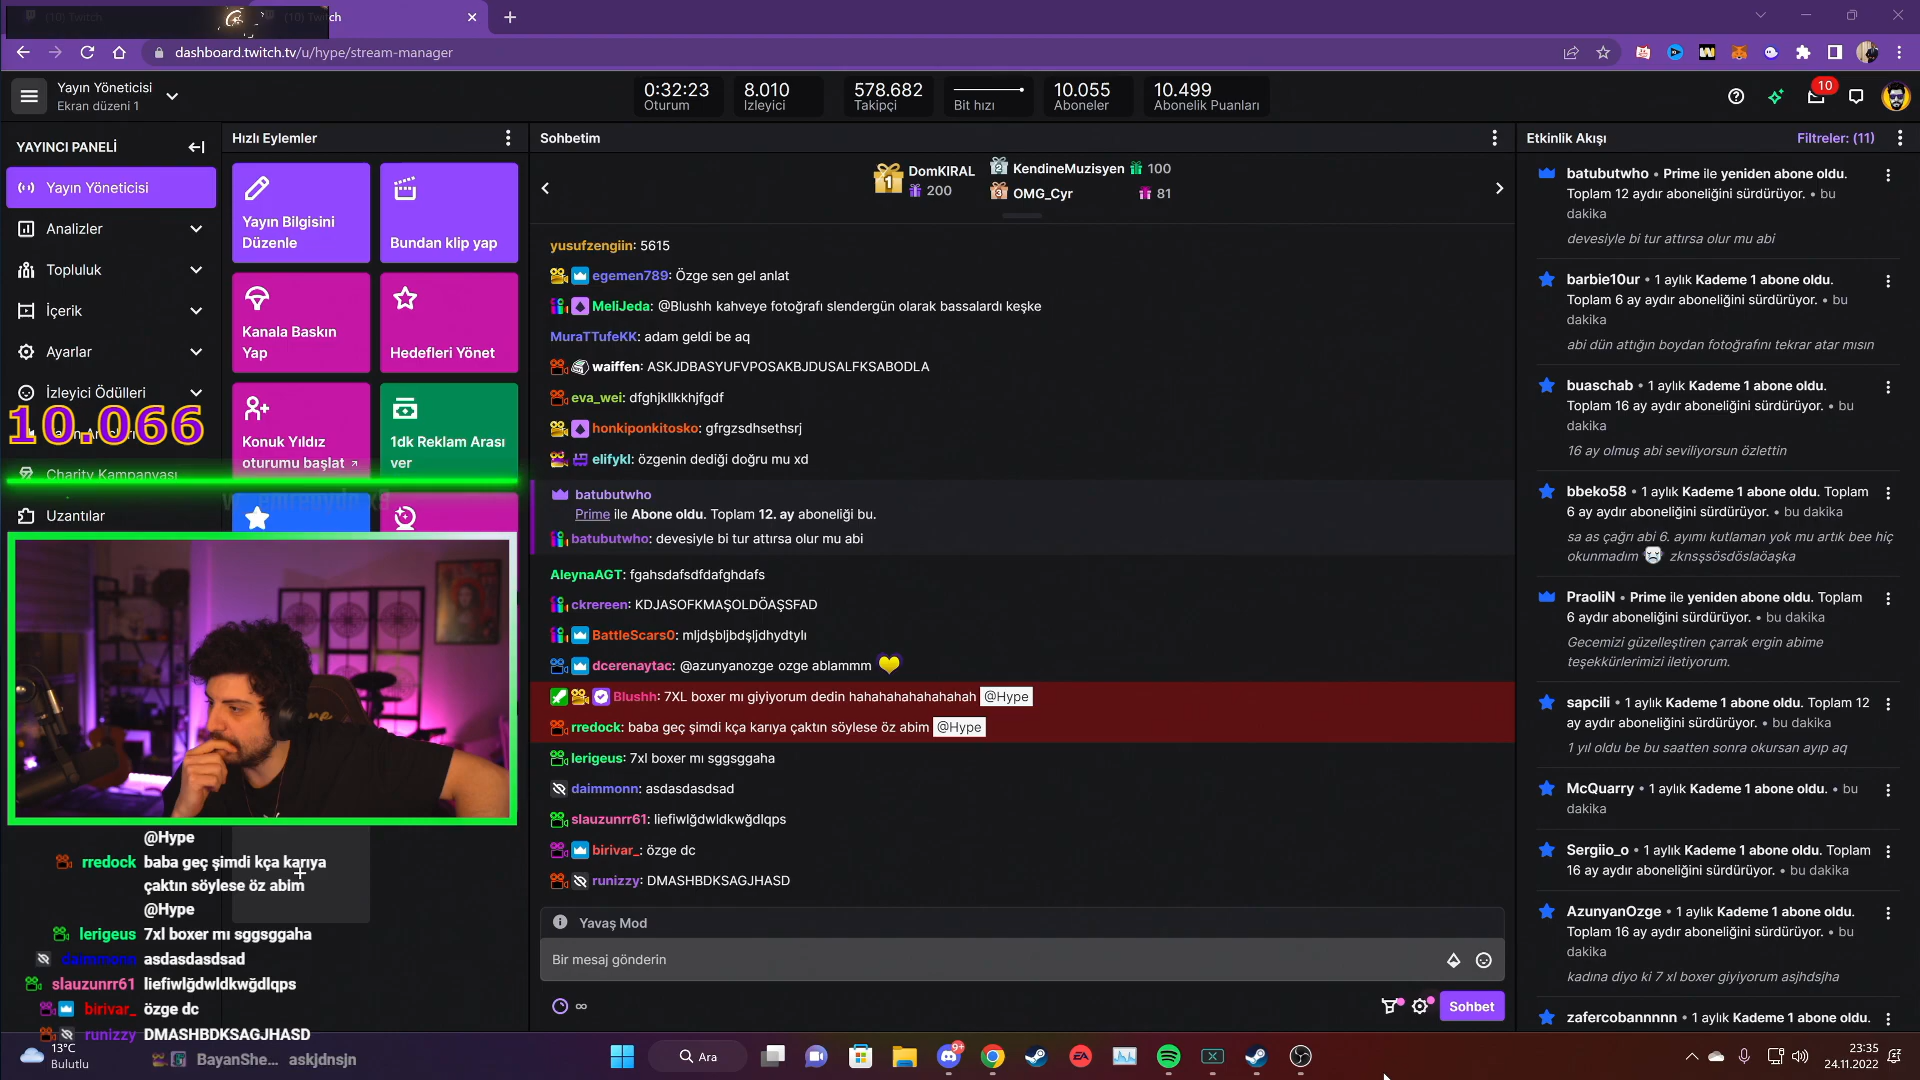 (10) Twitch
(10) Twitch
dashboard.twitch.tv/u/hype/stream-manager
Yayın Yöneticisi
Ekran düzeni 1
0:32:23
Oturum
8.010
İzleyici
578.682
Takipçi
Bit hızı
10.055
Aboneler
10.499
Abonelik Puanları
10
YAYINCI PANELİ
Yayın Yöneticisi
Analizler
Topluluk
İçerik
Ayarlar
İzleyici Ödülleri
10.066
Charity Kampanyası
Uzantılar
Hızlı Eylemler
Yayın Bilgisini
Düzenle
Bundan klip yap
Kanala Baskın
Yap
Hedefleri Yönet
Konuk Yıldız
oturumu başlat
1dk Reklam Arası
ver
@Hype
rredock baba geç şimdi kça karıya
çaktın söylese öz abim
@Hype
lerigeus 7xl boxer mı sggsggaha
daimmonn asdasdasdsad
slauzunrr61 liefiwlğdwldkwğdlqps
birivar_ özge dc
runizzy DMASHBDKSAGJHASD
BayanShe... askjdnsjn
Sohbetim
1 DomKIRAL
200
2 KendineMuzisyen 100
3 OMG_Cyr 81
yusufzengiin: 5615
egemen789: Özge sen gel anlat
MeliJeda: @Blushh kahveye fotoğrafı slendergün olarak bassalardı keşke
MuraTTufeKK: adam geldi be aq
waiffen: ASKJDBASYUFVPOSAKBJDUSALFKSABODLA
eva_wei: dfghjkllkkhjfgdf
honkiponkitosko: gfrgzsdhsethsrj
elifykl: özgenin dediği doğru mu xd
batubutwho
Prime ile Abone oldu. Toplam 12. ay aboneliği bu.
batubutwho: devesiyle bi tur attırsa olur mu abi
AleynaAGT: fgahsdafsdfdafghdafs
ckrereen: KDJASOFKMAŞOLDÖAŞSFAD
BattleScars0: mljdşbljbdşljdhydtylı
dcerenaytac: @azunyanozge ozge ablammm
Blushh: 7XL boxer mı giyiyorum dedin hahahahahahahahah @Hype
rredock: baba geç şimdi kça karıya çaktın söylese öz abim @Hype
lerigeus: 7xl boxer mı sggsggaha
daimmonn: asdasdasdsad
slauzunrr61: liefiwlğdwldkwğdlqps
birivar_: özge dc
runizzy: DMASHBDKSAGJHASD
Yavaş Mod
Bir mesaj gönderin
Sohbet
Etkinlik Akışı
Filtreler: (11)
batubutwho • Prime ile yeniden abone oldu.
Toplam 12 aydır aboneliğini sürdürüyor. • bu
dakika
devesiyle bi tur attırsa olur mu abi
barbie10ur • 1 aylık Kademe 1 abone oldu.
Toplam 6 ay aydır aboneliğini sürdürüyor. • bu
dakika
abi dün attığın boydan fotoğrafını tekrar atar mısın
buaschab • 1 aylık Kademe 1 abone oldu.
Toplam 16 ay aydır aboneliğini sürdürüyor. • bu
dakika
16 ay olmuş abi seviliyorsun özlettin
bbeko58 • 1 aylık Kademe 1 abone oldu. Toplam
6 ay aydır aboneliğini sürdürüyor. • bu dakika
sa as çağrı abi 6. ayımı kutlaman yok mu artık bee hiç
okunmadım zknsşsösdöslaöaşka
PraoliN • Prime ile yeniden abone oldu. Toplam
6 aydır aboneliğini sürdürüyor. • bu dakika
Gecemizi güzelleştiren çarrak ergin abime
teşekkürlerimizi iletiyorum.
sapcili • 1 aylık Kademe 1 abone oldu. Toplam 12
ay aydır aboneliğini sürdürüyor. • bu dakika
1 yıl oldu be bu saatten sonra okursan ayıp aq
McQuarry • 1 aylık Kademe 1 abone oldu. • bu
dakika
Sergiio_o • 1 aylık Kademe 1 abone oldu. Toplam
16 ay aydır aboneliğini sürdürüyor. • bu dakika
AzunyanOzge • 1 aylık Kademe 1 abone oldu.
Toplam 16 ay aydır aboneliğini sürdürüyor. • bu
dakika
kadına diyo ki 7 xl boxer giyiyorum asjhdsjha
zafercobannnnn • 1 aylık Kademe 1 abone oldu.
13°C
Bulutlu
Ara
9+
EA
23:35
24.11.2022